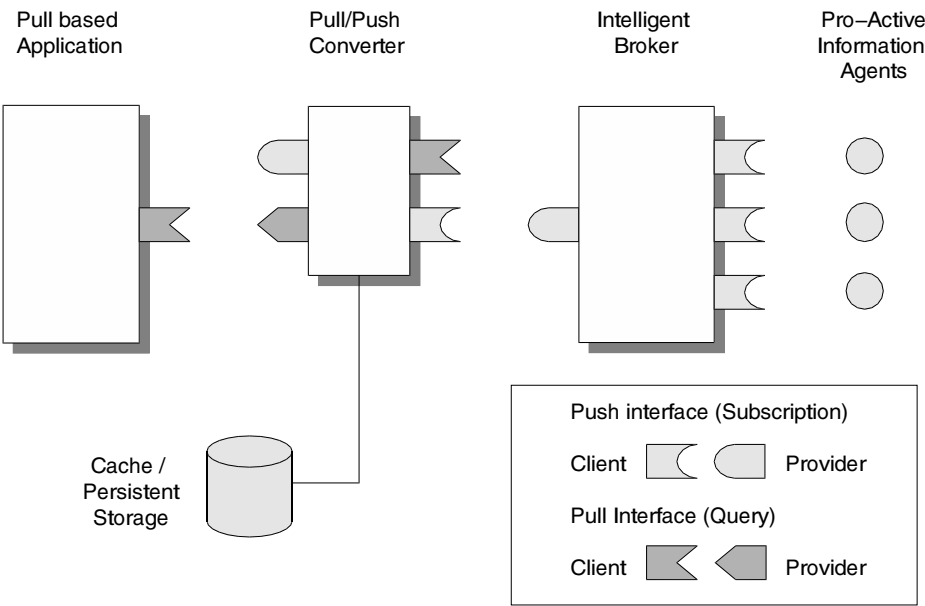 Pull based
Application
Pull/Push
Converter
Intelligent
Broker
Pro−Active
Information
Agents
Cache /
Persistent
Storage
Push interface (Subscription)
Client Provider
Pull Interface (Query)
Client Provider